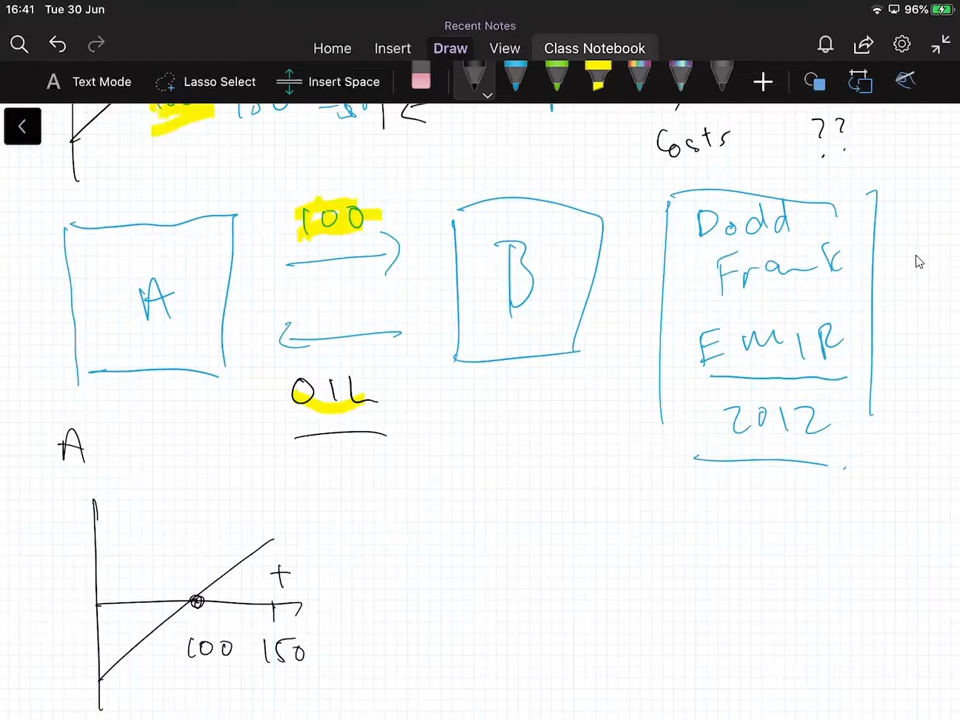 16:41 Tue 30 Jun
96%
Recent Notes
Home Insert Draw View Class Notebook
A Text Mode Lasso Select Insert Space
100
Costs ??
A
100
OIL
B
Dodd
Frank
EMIR
2012
A
+
100 150